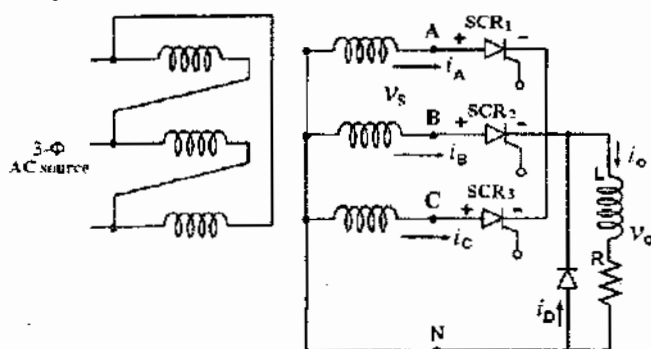 SCR1
A
+
-
iA
vS
SCR2
B
+
-
3-Φ
AC source
iB
io
L
SCR3
C
+
-
vo
iC
R
iD
N